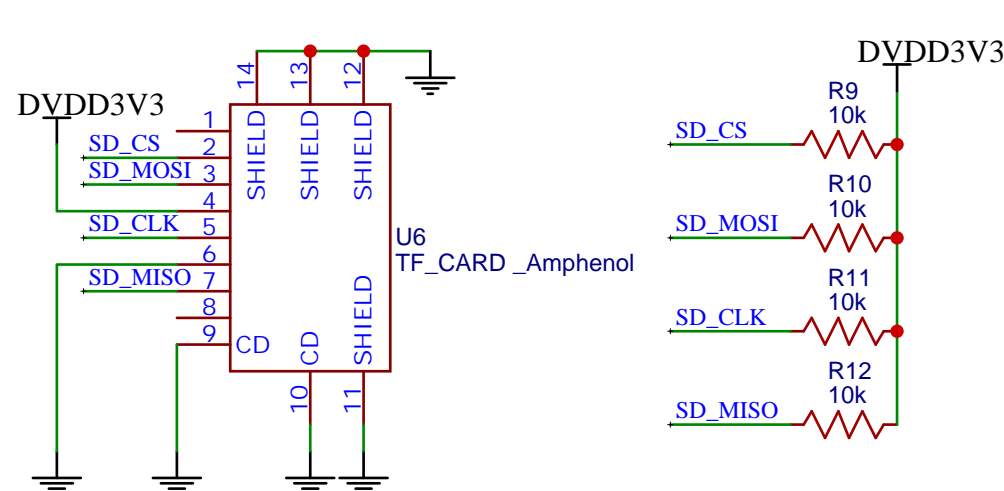 DVDD3V3
14
13
12
DVDD3V3
R9
10k
SD_CS
1
SD_CS
2
SD_MOSI
3
4
SD_CLK
5
6
SD_MISO
7
8
9
CD
SHIELD
SHIELD
SHIELD
U6
TF_CARD _Amphenol
CD
SHIELD
10
11
R10
10k
SD_MOSI
R11
10k
SD_CLK
R12
10k
SD_MISO